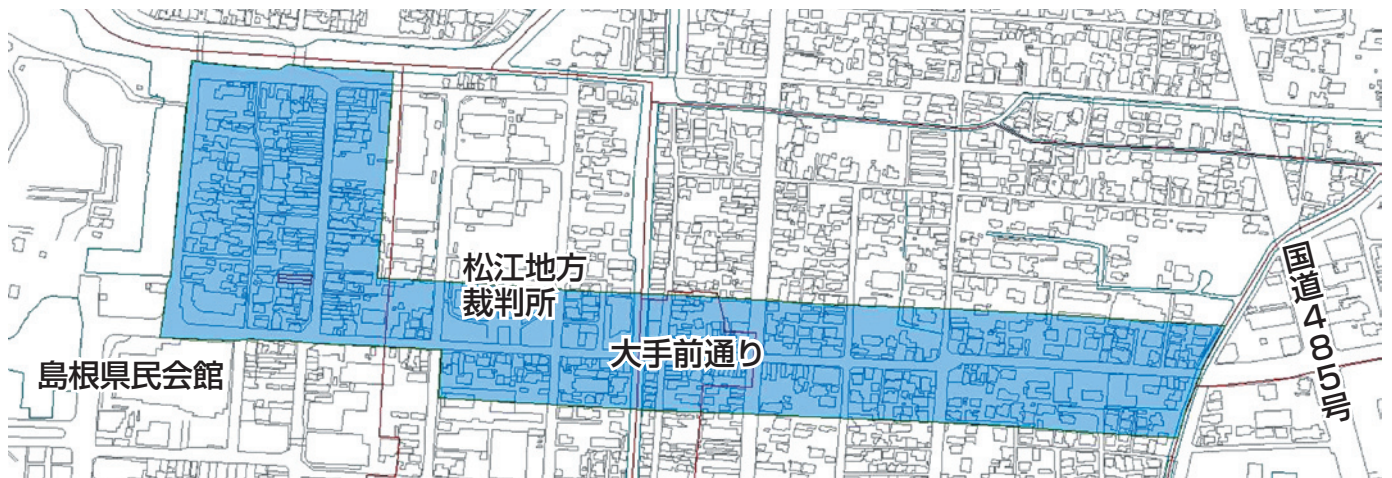 松江地方
裁判所
大手前通り
島根県民会館
国道485号